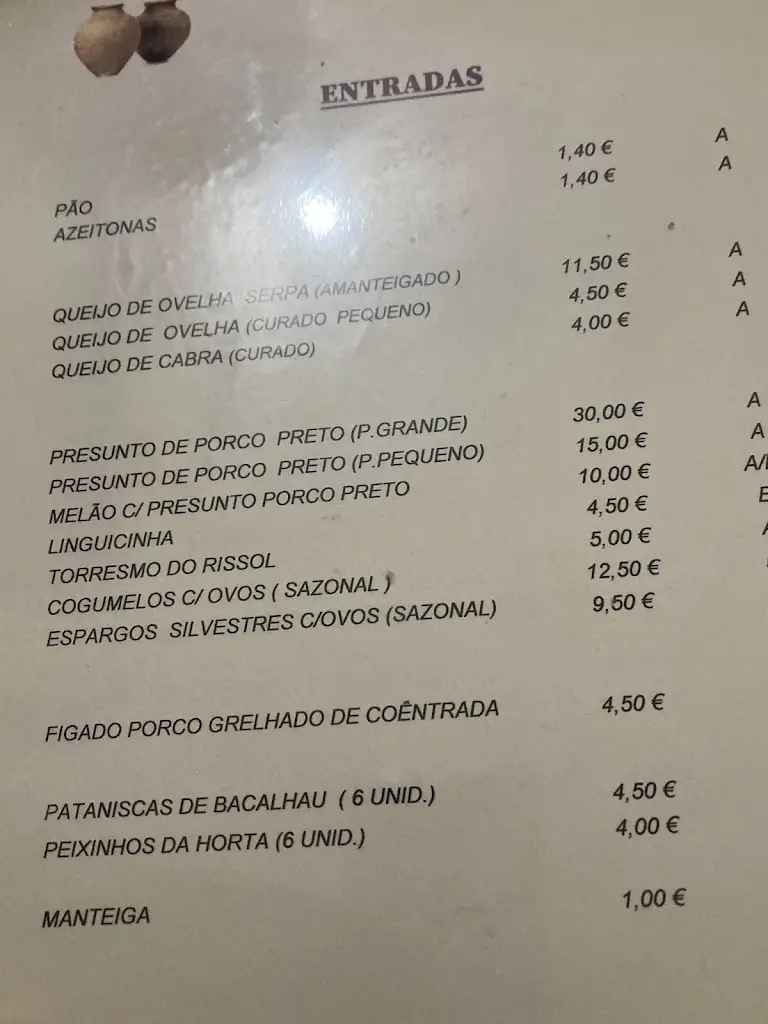 ENTRADAS
PÃO 1,40 € A
AZEITONAS 1,40 € A
QUEIJO DE OVELHA SERPA (AMANTEIGADO ) 11,50 € A
QUEIJO DE OVELHA (CURADO PEQUENO) 4,50 € A
QUEIJO DE CABRA (CURADO) 4,00 € A
PRESUNTO DE PORCO PRETO (P.GRANDE) 30,00 € A
PRESUNTO DE PORCO PRETO (P.PEQUENO) 15,00 € A
MELÃO C/ PRESUNTO PORCO PRETO 10,00 €
LINGUICINHA 4,50 €
TORRESMO DO RISSOL 5,00 €
COGUMELOS C/ OVOS ( SAZONAL ) 12,50 €
ESPARGOS SILVESTRES C/OVOS (SAZONAL) 9,50 €
FIGADO PORCO GRELHADO DE COÊNTRADA 4,50 €
PATANISCAS DE BACALHAU ( 6 UNID.) 4,50 €
PEIXINHOS DA HORTA (6 UNID.) 4,00 €
MANTEIGA 1,00 €